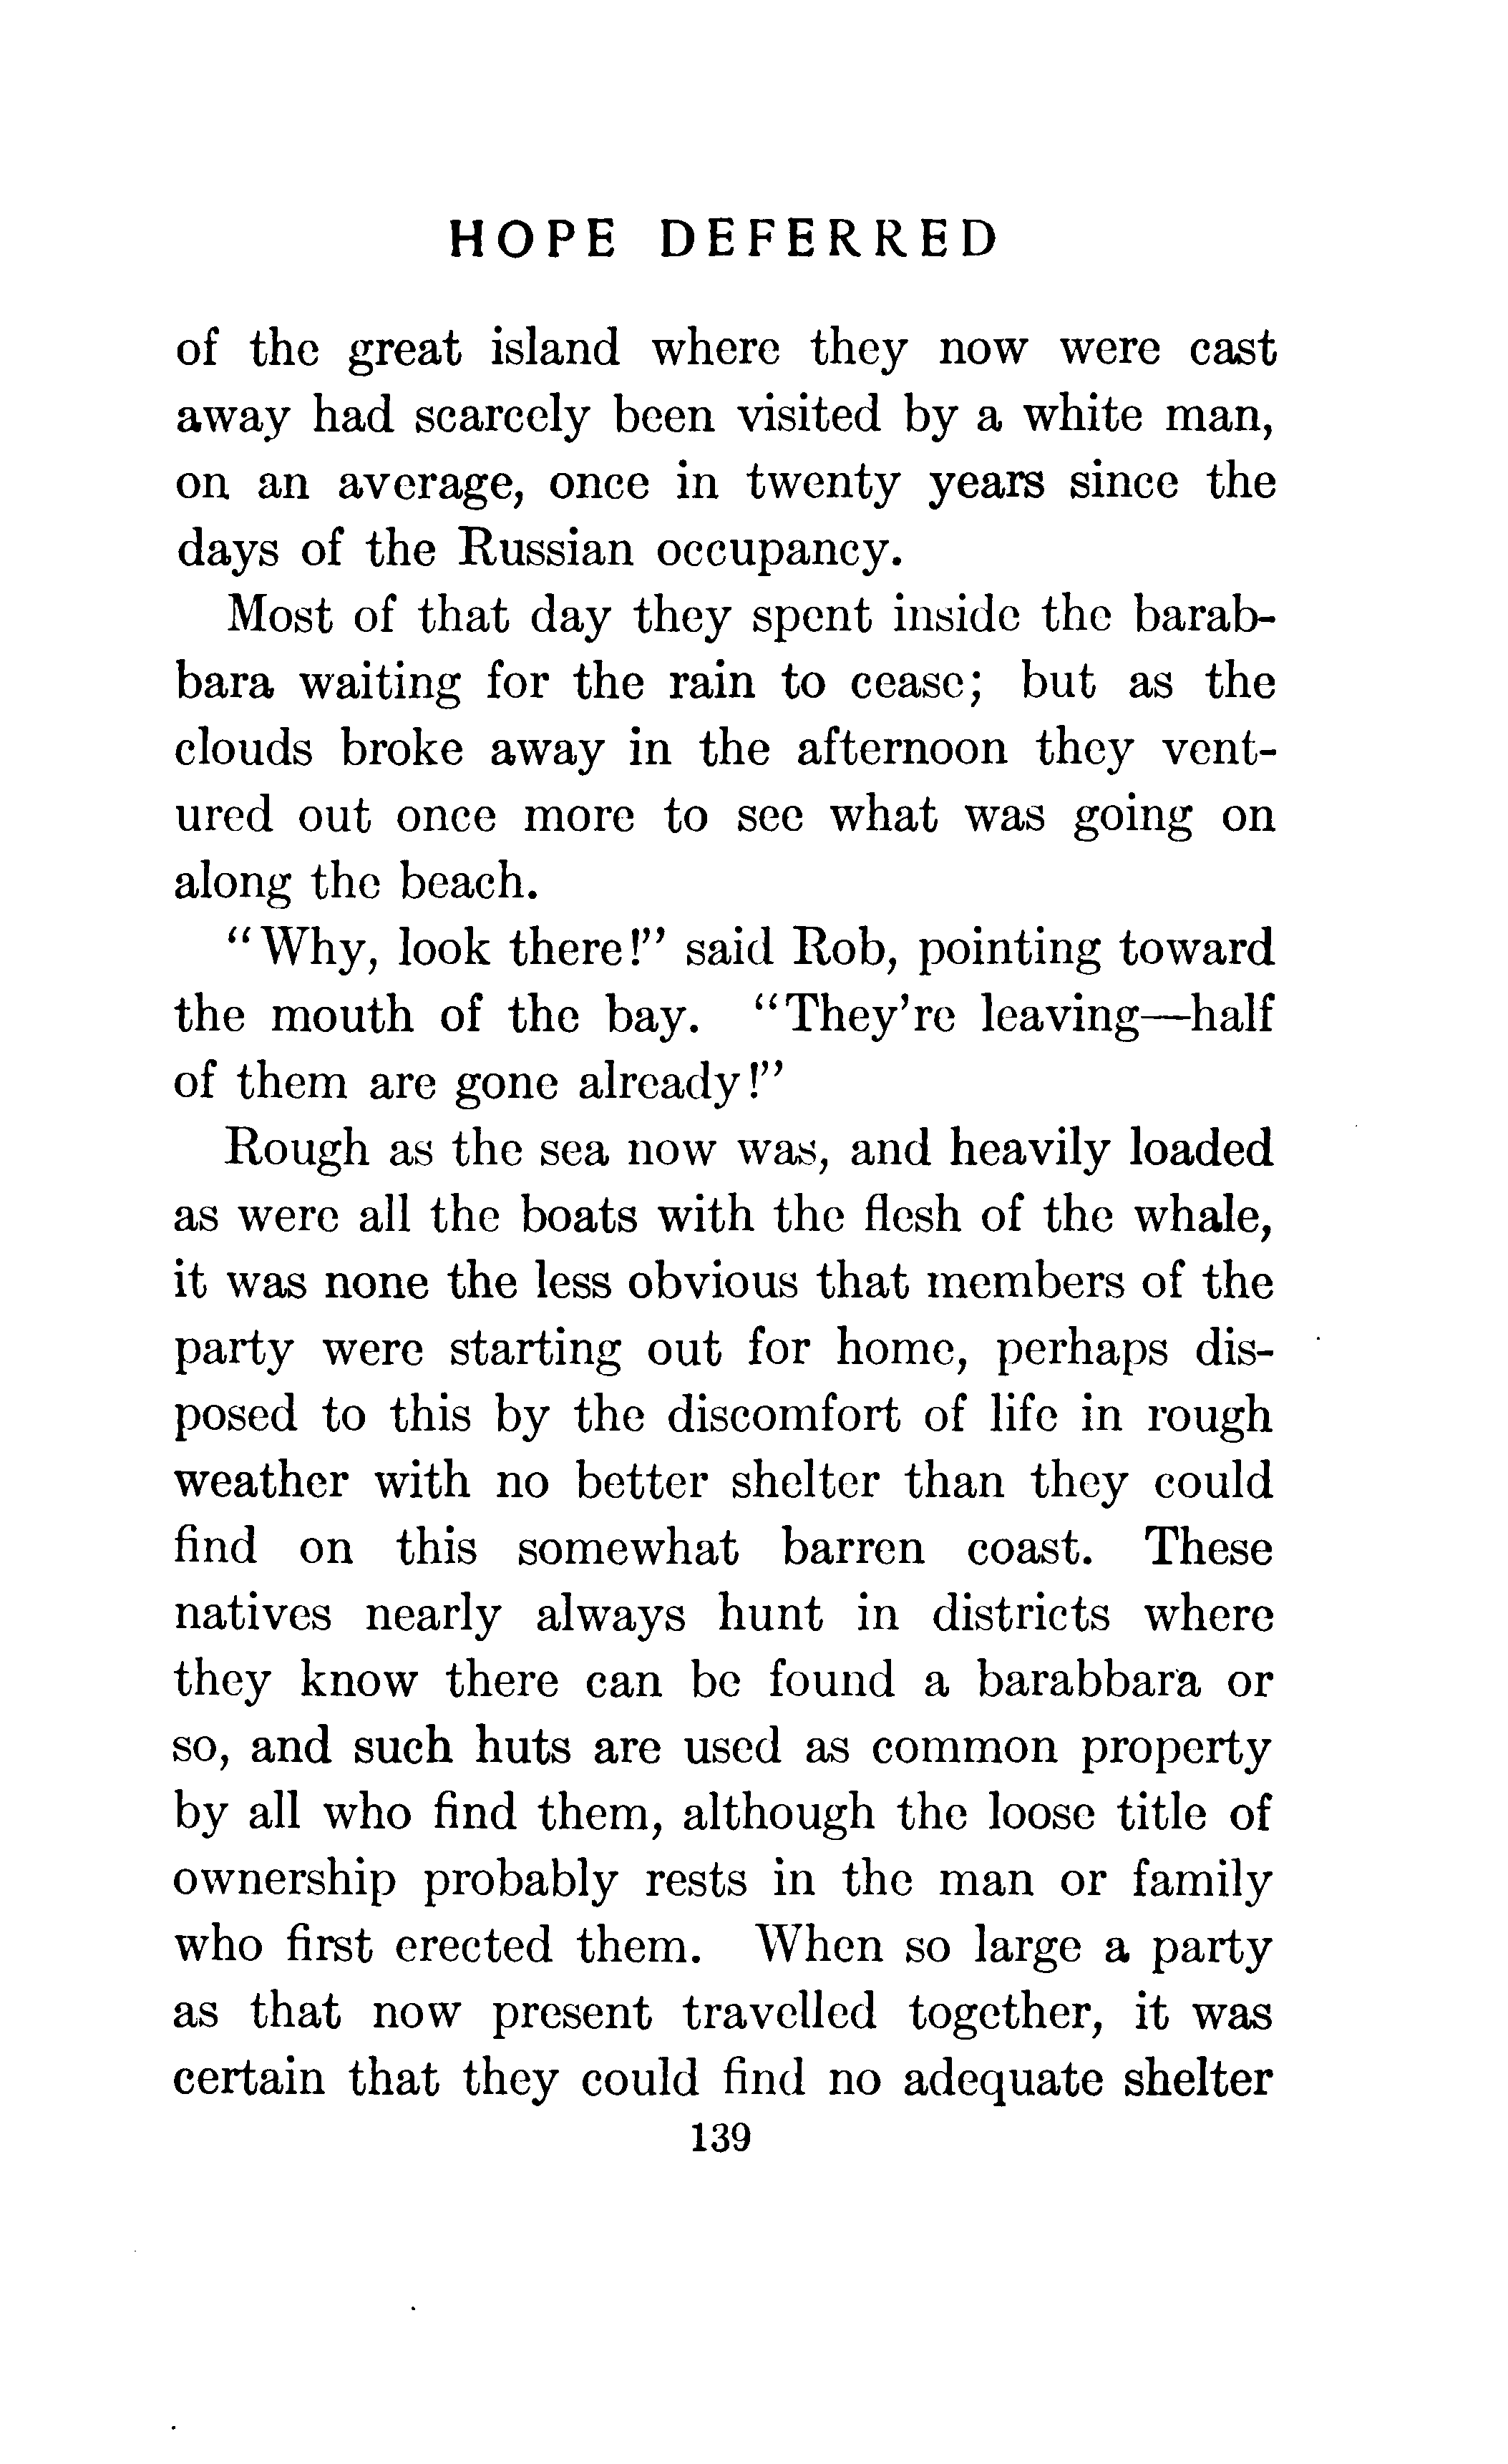 HOPE DEFERRED
of the great island where they now were cast
away had scarcely been visited by a white man,
on an average, once in twenty years since the
days of the Russian occupancy.
Most of that day they spent inside the barab-
bara waiting for the rain to cease; but as the
clouds broke away in the afternoon they vent-
ured out once more to see what was going on
along the beach.
"Why, look there!" said Rob, pointing toward
the mouth of the bay. "They're leaving—half
of them are gone already!"
Rough as the sea now was, and heavily loaded
as were all the boats with the flesh of the whale,
it was none the less obvious that members of the
party were starting out for home, perhaps dis-
posed to this by the discomfort of life in rough
weather with no better shelter than they could
find on this somewhat barren coast. These
natives nearly always hunt in districts where
they know there can be found a barabbara or
so, and such huts are used as common property
by all who find them, although the loose title of
ownership probably rests in the man or family
who first erected them. When so large a party
as that now present travelled together, it was
certain that they could find no adequate shelter
139